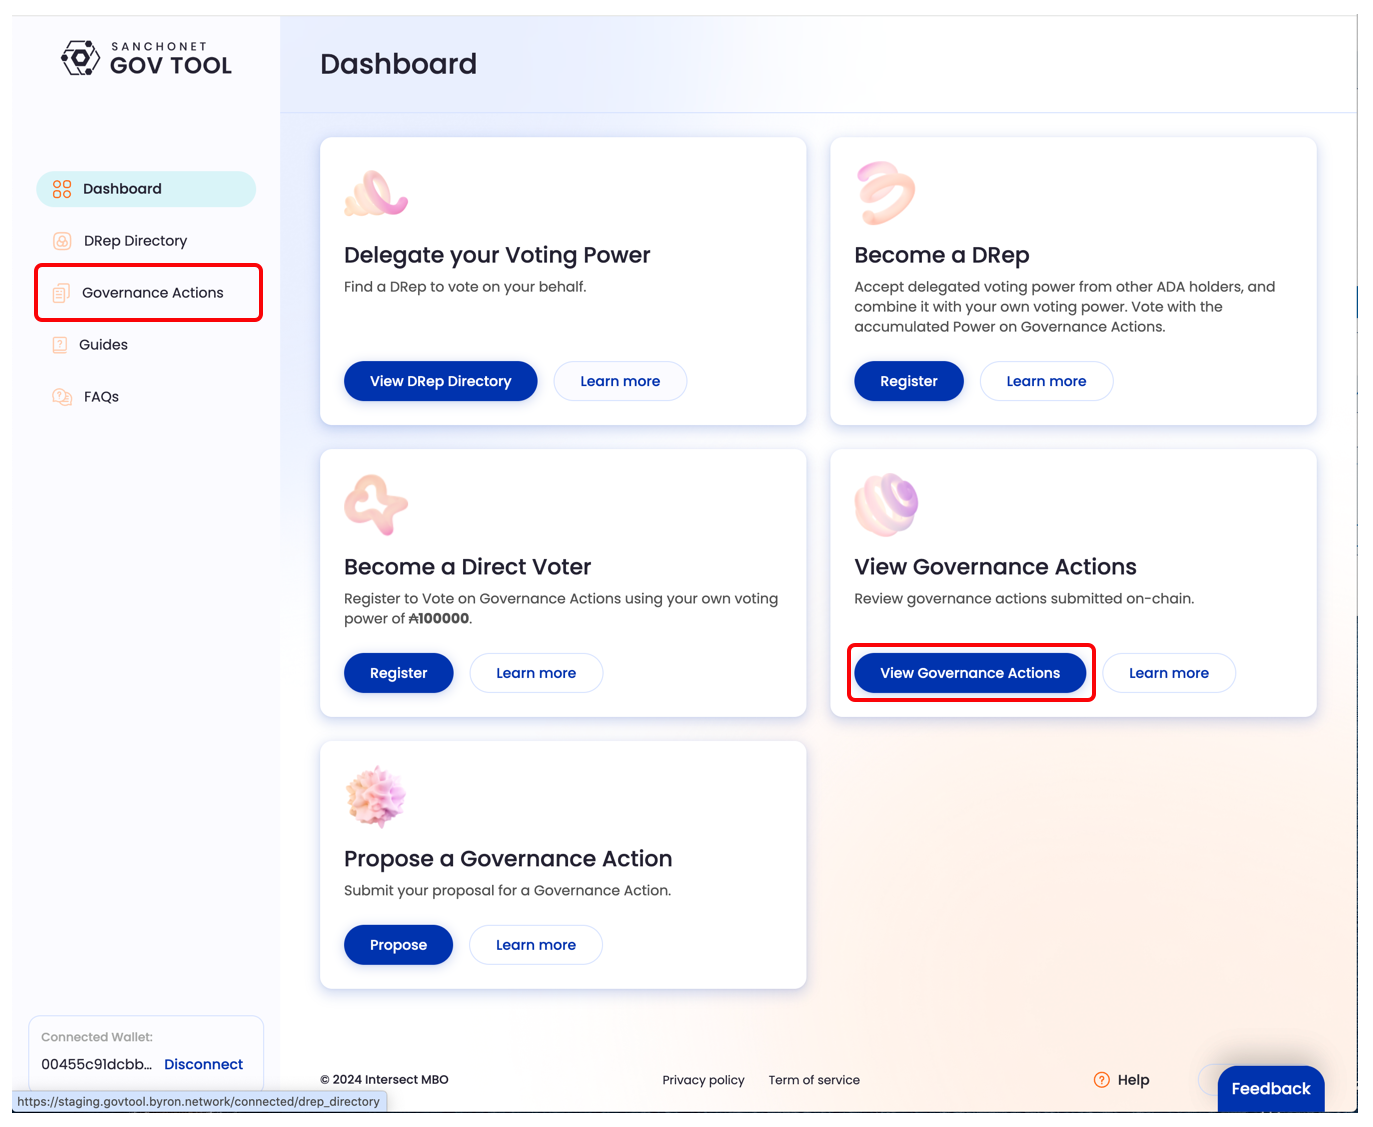 SANCHONET
GOV TOOL
Dashboard
Dashboard
DRep Directory
Governance Actions
Guides
FAQs
Delegate your Voting Power
Find a DRep to vote on your behalf.
View DRep Directory
Learn more
Become a DRep
Accept delegated voting power from other ADA holders, and
combine it with your own voting power. Vote with the
accumulated Power on Governance Actions.
Register
Learn more
Become a Direct Voter
Register to Vote on Governance Actions using your own voting
power of ₳100000.
Register
Learn more
View Governance Actions
Review governance actions submitted on-chain.
View Governance Actions
Learn more
Propose a Governance Action
Submit your proposal for a Governance Action.
Propose
Learn more
Connected Wallet:
00455c91dcbb... Disconnect
© 2024 Intersect MBO
Privacy policy
Term of service
Help
Feedback
https://staging.govtool.byron.network/connected/drep_directory